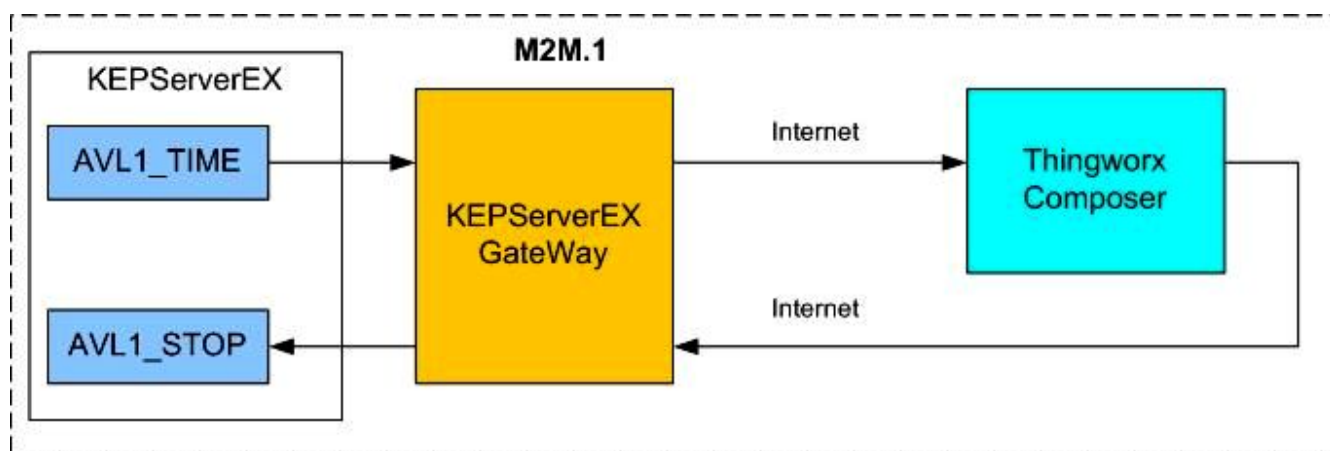 M2M.1
KEPServerEX
AVL1_TIME
KEPServerEX
GateWay
Internet
Thingworx
Composer
AVL1_STOP
Internet